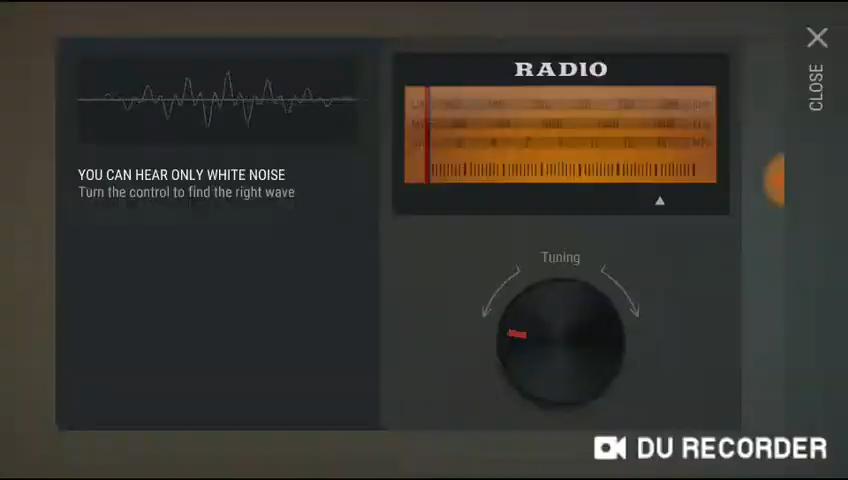 RADIO
CLOSE
YOU CAN HEAR ONLY WHITE NOISE
Turn the control to find the right wave
Tuning
DU RECORDER